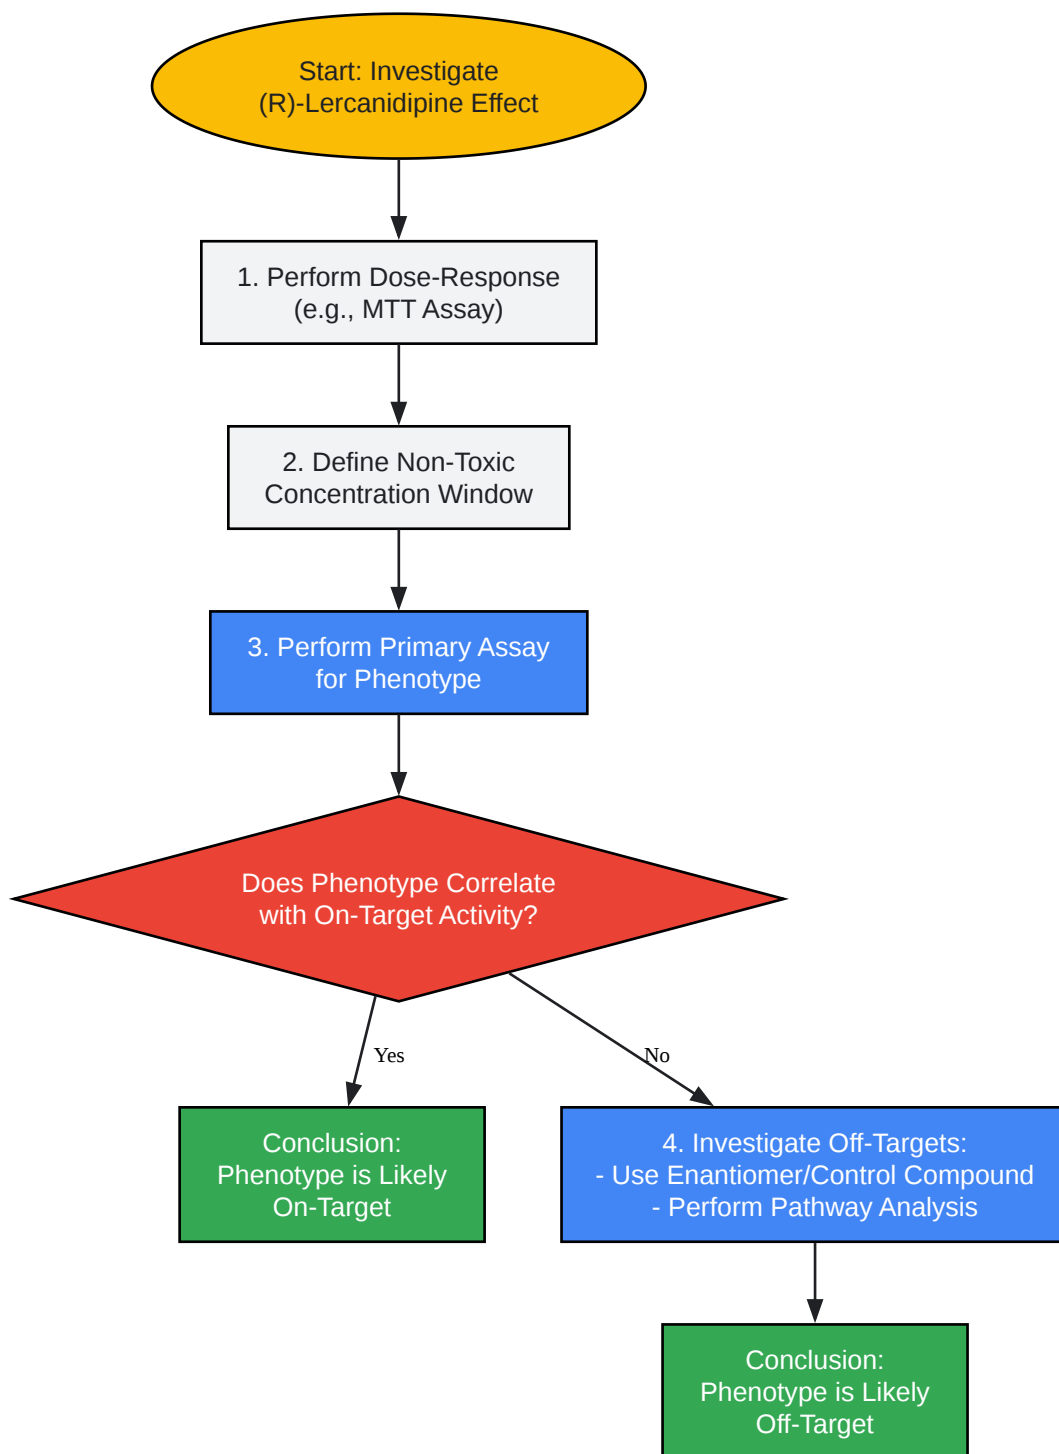 Start: Investigate
(R)-Lercanidipine Effect
1. Perform Dose-Response
(e.g., MTT Assay)
2. Define Non-Toxic
Concentration Window
3. Perform Primary Assay
for Phenotype
Does Phenotype Correlate
with On-Target Activity?
Yes
No
Conclusion:
Phenotype is Likely
On-Target
4. Investigate Off-Targets:
- Use Enantiomer/Control Compound
- Perform Pathway Analysis
Conclusion:
Phenotype is Likely
Off-Target